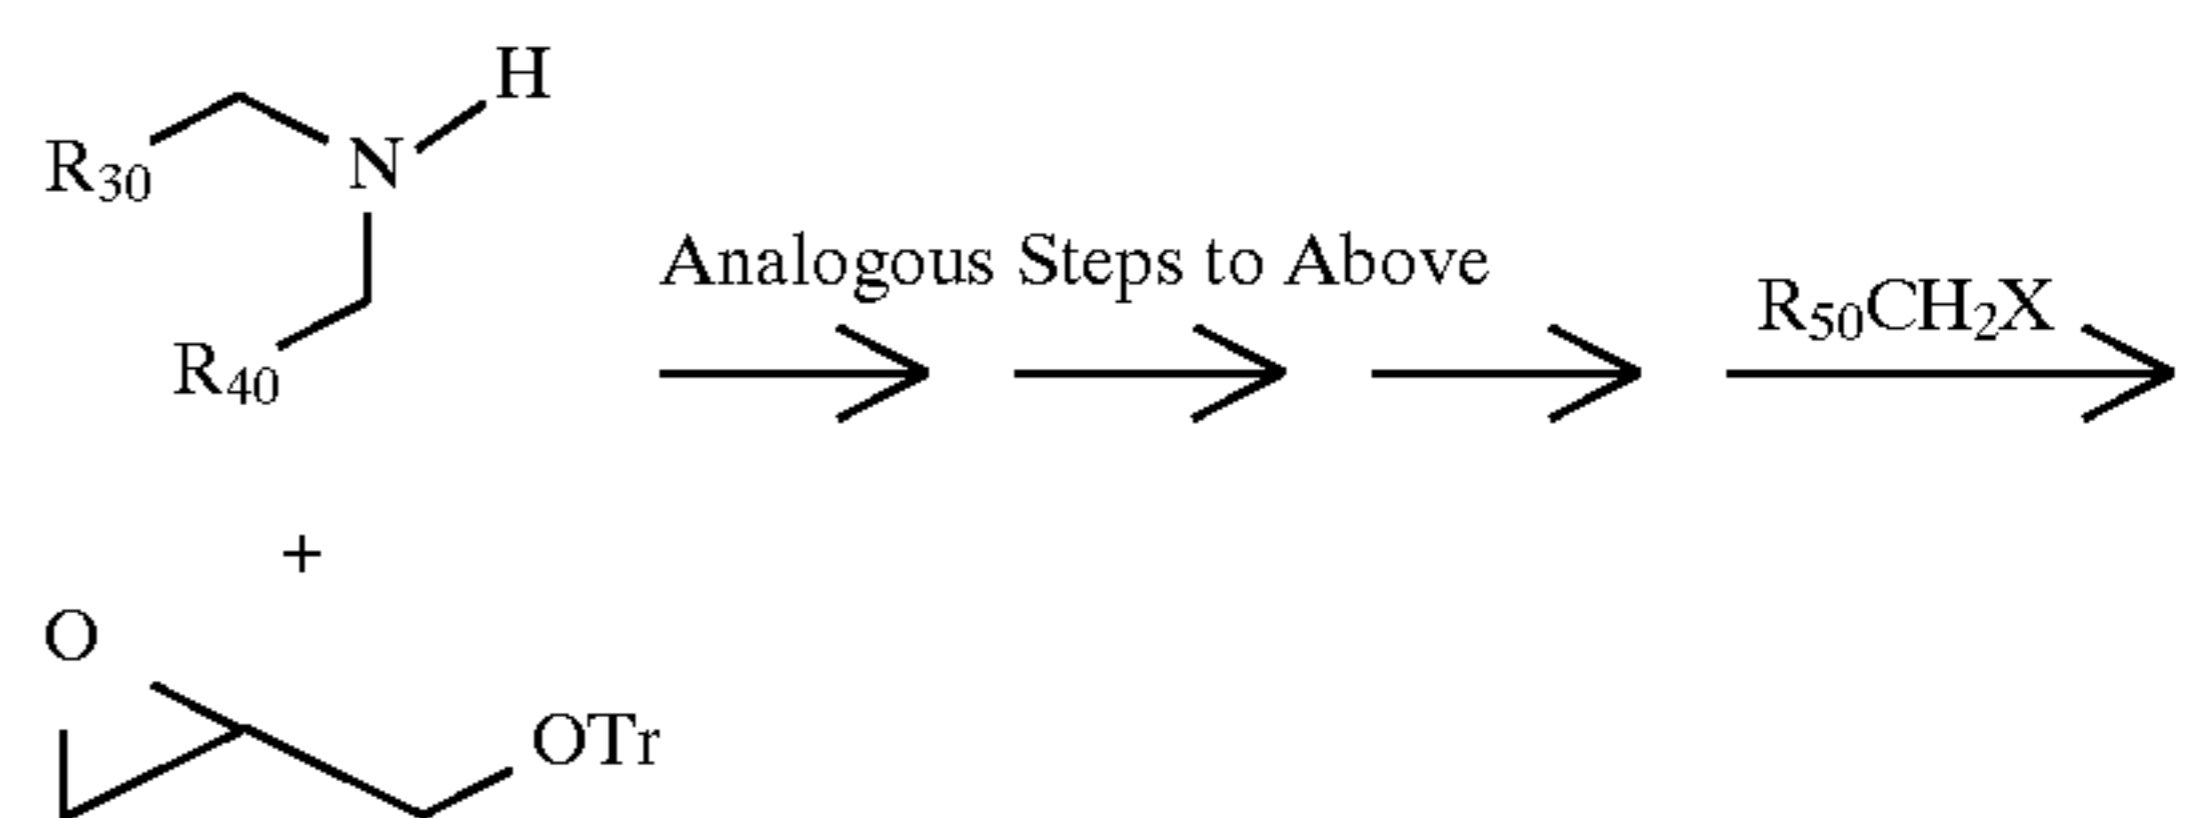 H
R₃₀
N
Analogous Steps to Above
R₅₀CH₂X
R₄₀
+
O
OTr